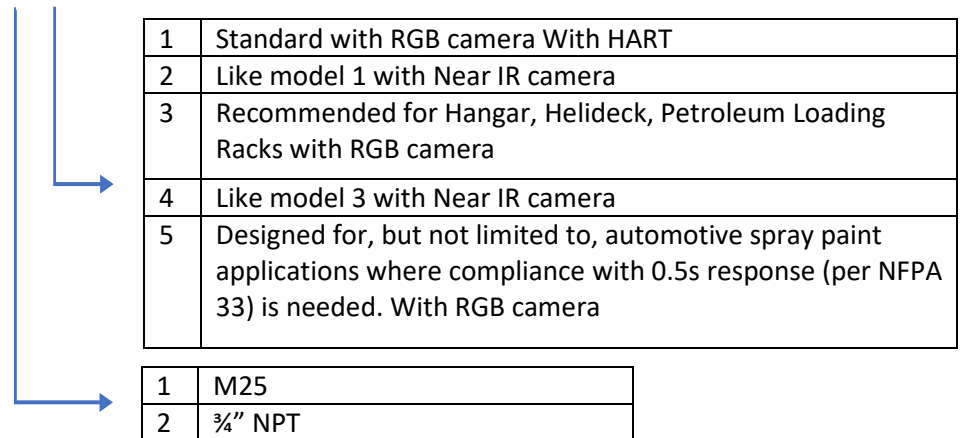 1 Standard with RGB camera With HART
2 Like model 1 with Near IR camera
3 Recommended for Hangar, Helideck, Petroleum Loading
Racks with RGB camera
4 Like model 3 with Near IR camera
5 Designed for, but not limited to, automotive spray paint
applications where compliance with 0.5s response (per NFPA
33) is needed. With RGB camera
1 M25
2 ¾” NPT